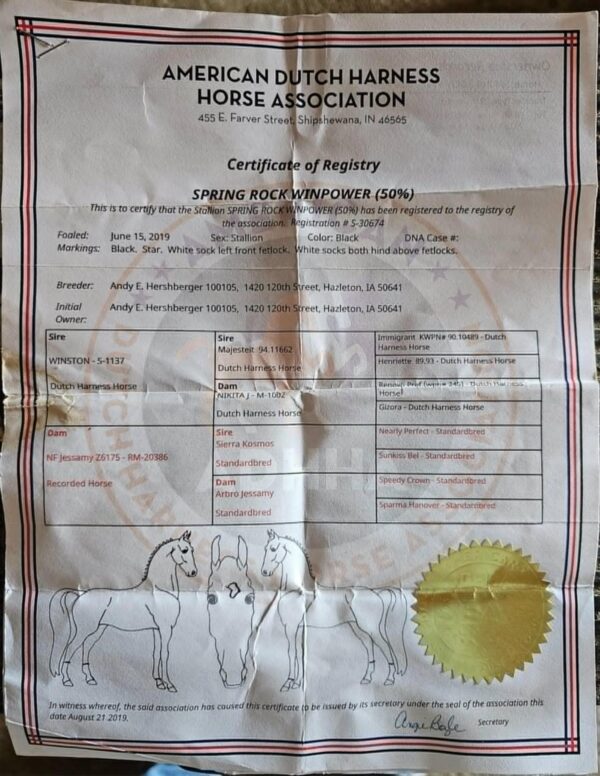 AMERICAN DUTCH HARNESS
HORSE ASSOCIATION
455 E. Farver Street, Shipshewana, IN 46565
Certificate of Registry
SPRING ROCK WINPOWER (50%)
This is to certify that the Stallion SPRING ROCK WINPOWER (50%) has been registered to the registry of
the association. Registration # S-30674
Foaled: June 15, 2019 Sex: Stallion Color: Black DNA Case #:
Markings: Black. Star. White sock left front fetlock. White socks both hind above fetlocks.
Breeder: Andy E. Hershberger 100105, 1420 120th Street, Hazleton, IA 50641
Initial Owner: Andy E. Hershberger 100105, 1420 120th Street, Hazleton, IA 50641
Sire
WINSTON - S-1137
Dutch Harness Horse
Sire
Majesteit 94.11662
Dutch Harness Horse
Dam
NIKITA J - M-1002
Dutch Harness Horse
Immigrant KWPN# 90.10489 - Dutch
Harness Horse
Henriette 89.93 - Dutch Harness Horse
Dutch Harness
Horse
Gizora - Dutch Harness Horse
Dam
NF Jessamy Z6175 - RM-20386
Recorded Horse
Sire
Sierra Kosmos
Standardbred
Dam
Arbro Jessamy
Standardbred
Nearly Perfect - Standardbred
Sunkiss Bel - Standardbred
Speedy Crown - Standardbred
Sparma Hanover - Standardbred
In witness whereof, the said association has caused this certificate to be issued by its secretary under the seal of the association this
date August 21 2019.
Secretary